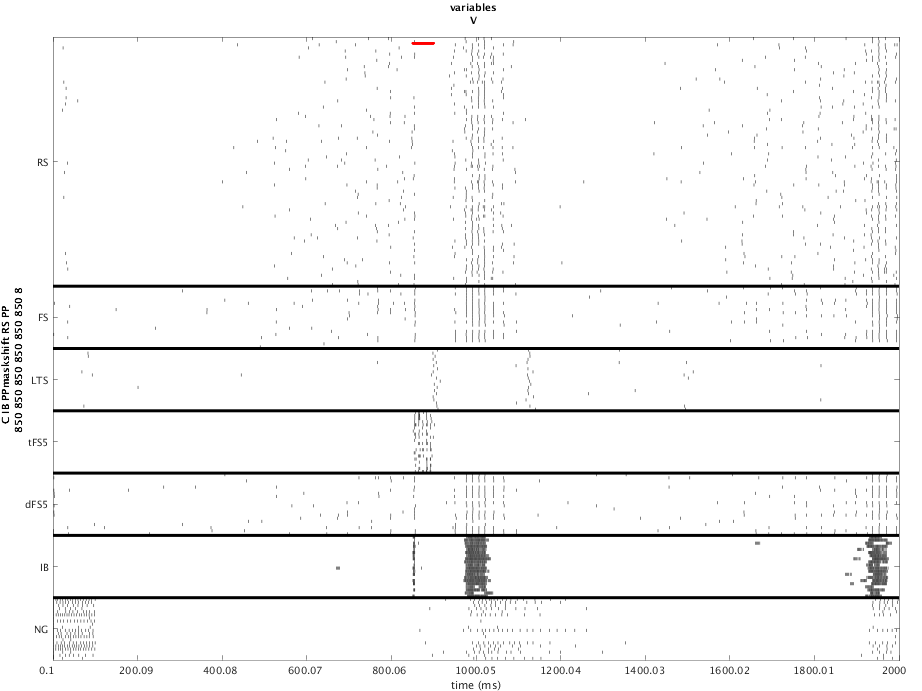 variables
V
RS
FS
LTS
tFS5
dFS5
IB
NG
C IB PPmaskshift RS PP
850 850 850 850 850 850 8
0.1 200.09 400.08 600.07 800.06 1000.05 1200.04 1400.03 1600.02 1800.01 2000
time (ms)